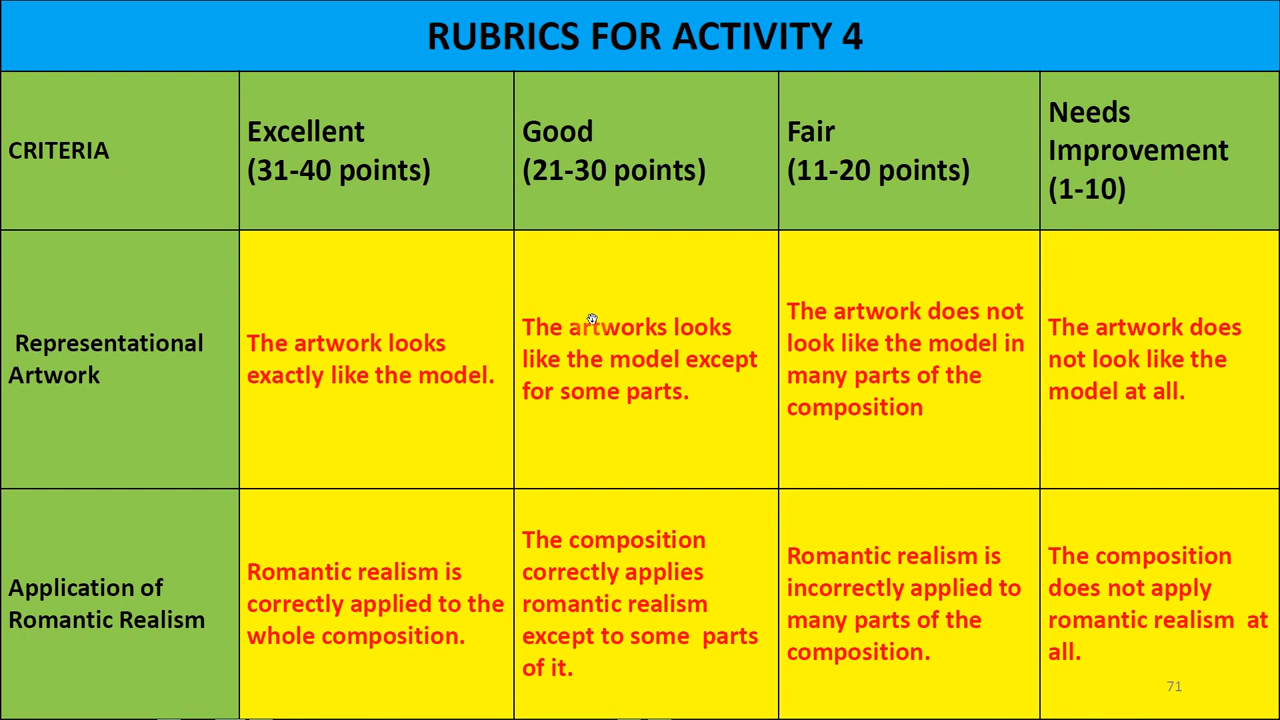 RUBRICS FOR ACTIVITY 4
CRITERIA
Excellent
(31-40 points)
Good
(21-30 points)
Fair
(11-20 points)
Needs
Improvement
(1-10)
Representational
Artwork
The artwork looks
exactly like the model.
The artworks looks
like the model except
for some parts.
The artwork does not
look like the model in
many parts of the
composition
The artwork does
not look like the
model at all.
Application of
Romantic Realism
Romantic realism is
correctly applied to the
whole composition.
The composition
correctly applies
romantic realism
except to some  parts
of it.
Romantic realism is
incorrectly applied to
many parts of the
composition.
The composition
does not apply
romantic realism  at
all.
71